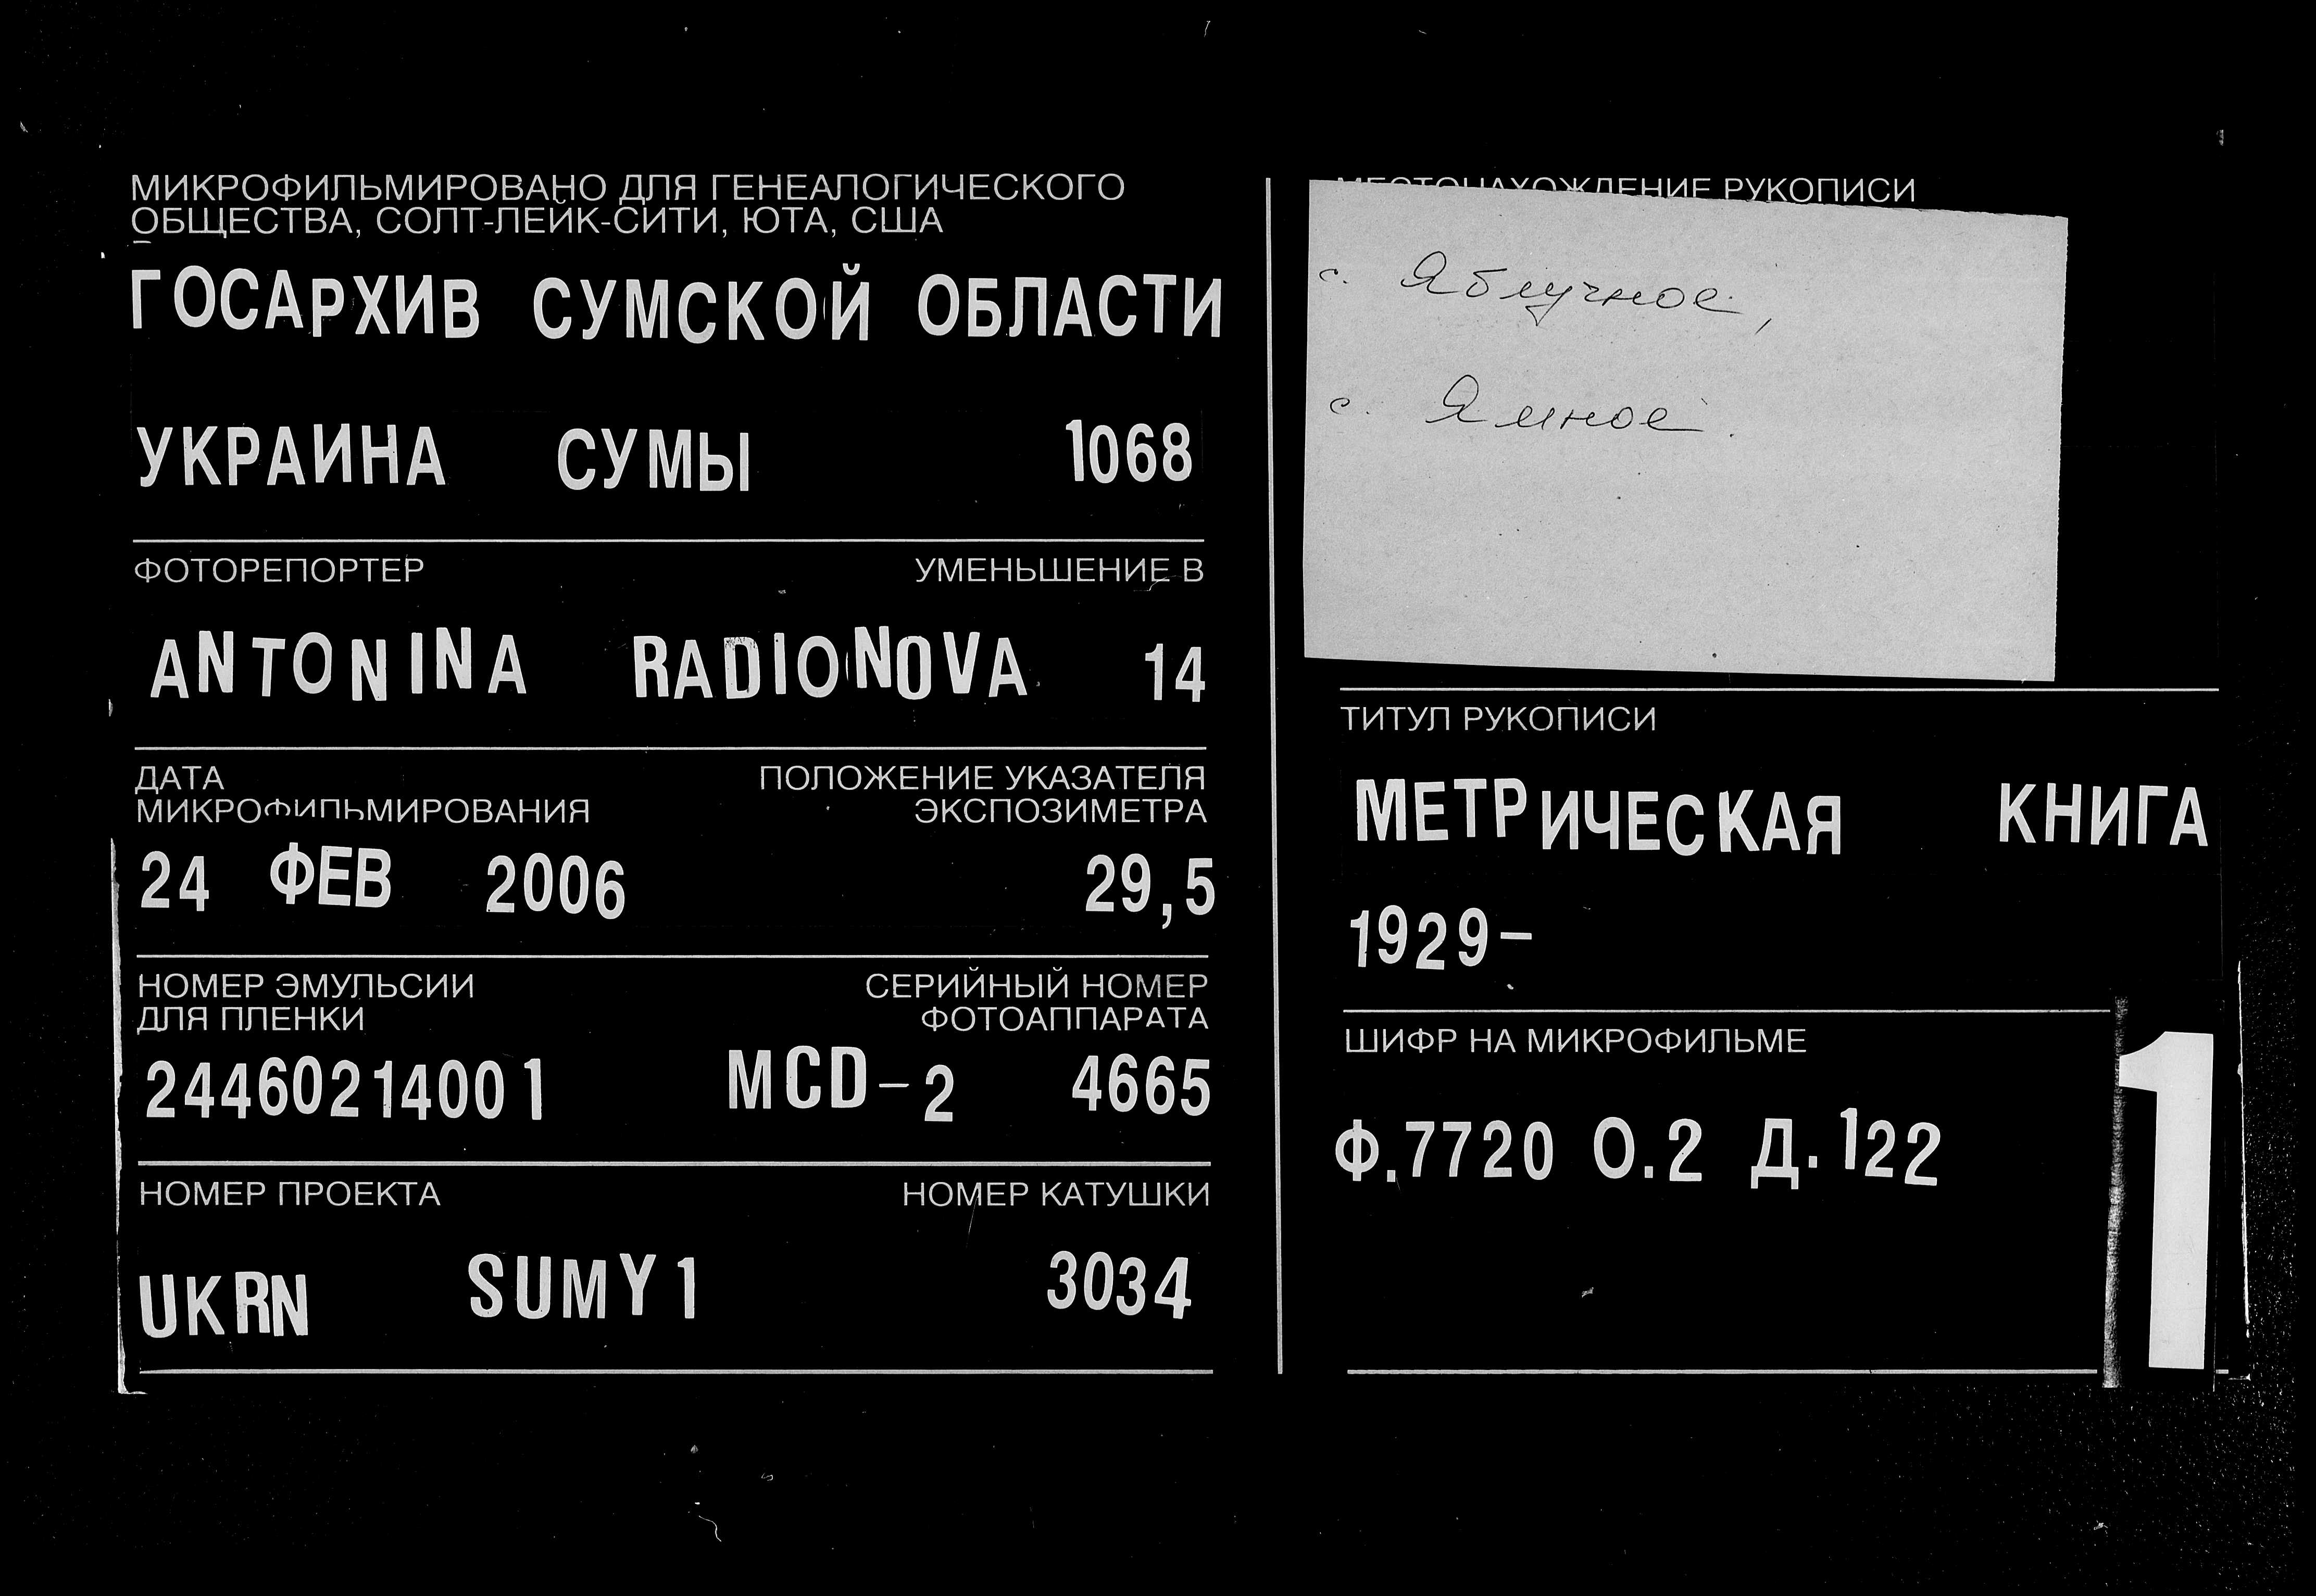 МИКРОФИЛЬМИРОВАНО ДЛЯ ГЕНЕАЛОГИЧЕСКОГО
ОБЩЕСТВА, СОЛТ-ЛЕЙК-СИТИ, ЮТА, США
ГОСАРХИВ СУМСКОЙ ОБЛАСТИ
УКРАИНА СУМЫ 1068
ФОТОРЕПОРТЕР УМЕНЬШЕНИЕ В
ANTONINA RADIONOVA 14
ДАТА ПОЛОЖЕНИЕ УКАЗАТЕЛЯ
МИКРОФИЛЬМИРОВАНИЯ ЭКСПОЗИМЕТРА
24 ФЕВ 2006 29,5
НОМЕР ЭМУЛЬСИИ СЕРИЙНЫЙ НОМЕР
ДЛЯ ПЛЕНКИ ФОТОАППАРАТА
24460214001 MCD-2 4665
НОМЕР ПРОЕКТА НОМЕР КАТУШКИ
UKRN SUMY1 3034
МЕСТОНАХОЖДЕНИЕ РУКОПИСИ
с. Яблучное,
с. Ямное.
ТИТУЛ РУКОПИСИ
МЕТРИЧЕСКАЯ КНИГА
1929-
ШИФР НА МИКРОФИЛЬМЕ
Ф.7720 О.2 Д.122
1